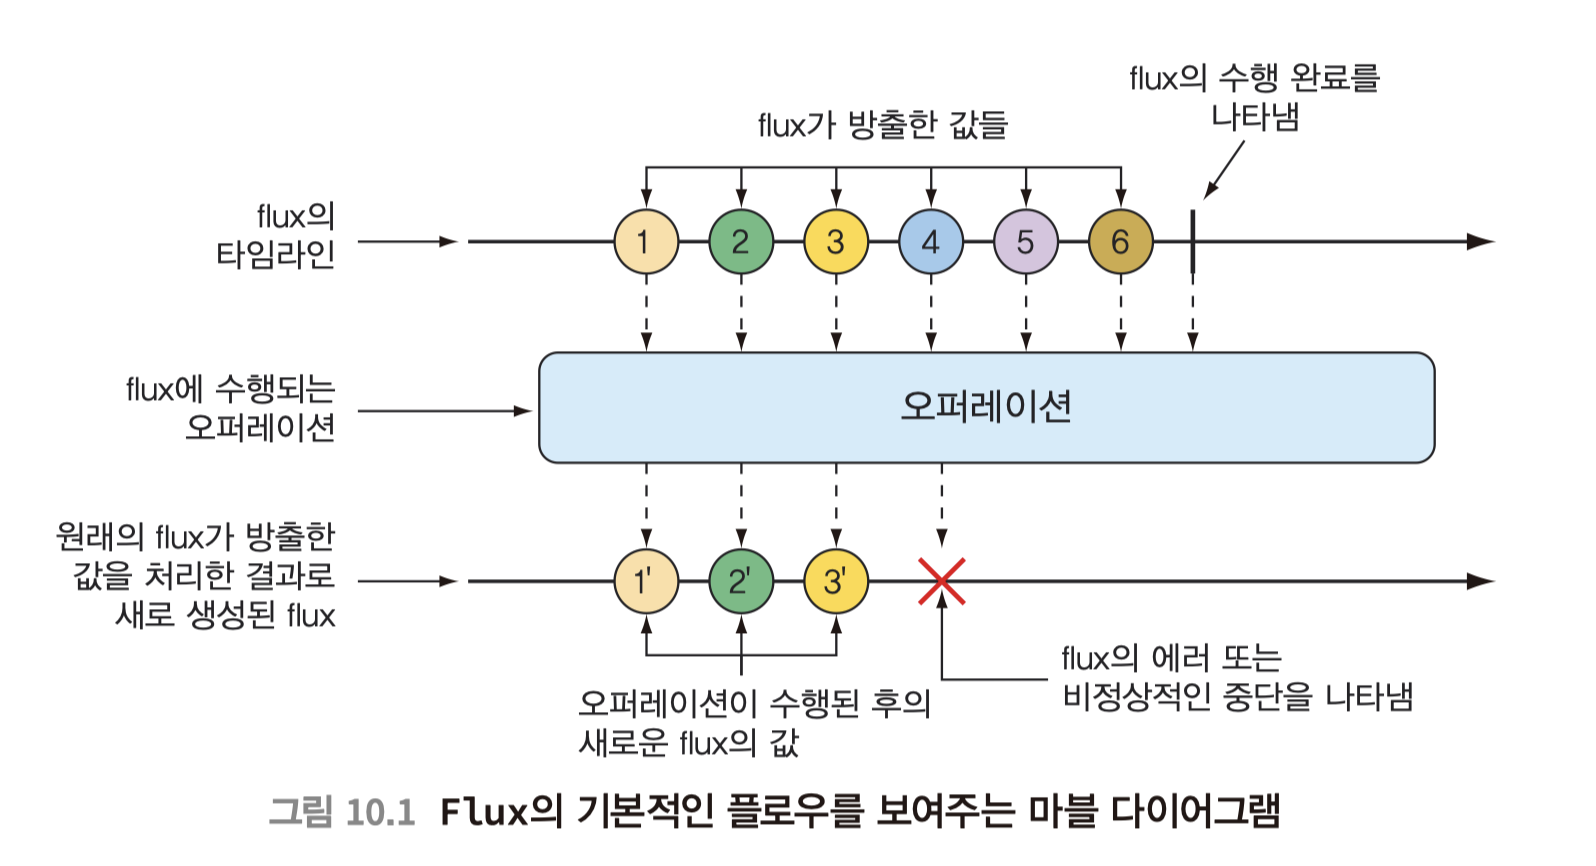 flux의 수행 완료를
나타냄
flux가 방출한 값들
flux의
타임라인
1 2 3 4 5 6
flux에 수행되는
오퍼레이션
오퍼레이션
원래의 flux가 방출한
값을 처리한 결과로
새로 생성된 flux
1' 2' 3'
flux의 에러 또는
비정상적인 중단을 나타냄
오퍼레이션이 수행된 후의
새로운 flux의 값
그림 10.1 Flux의 기본적인 플로우를 보여주는 마블 다이어그램